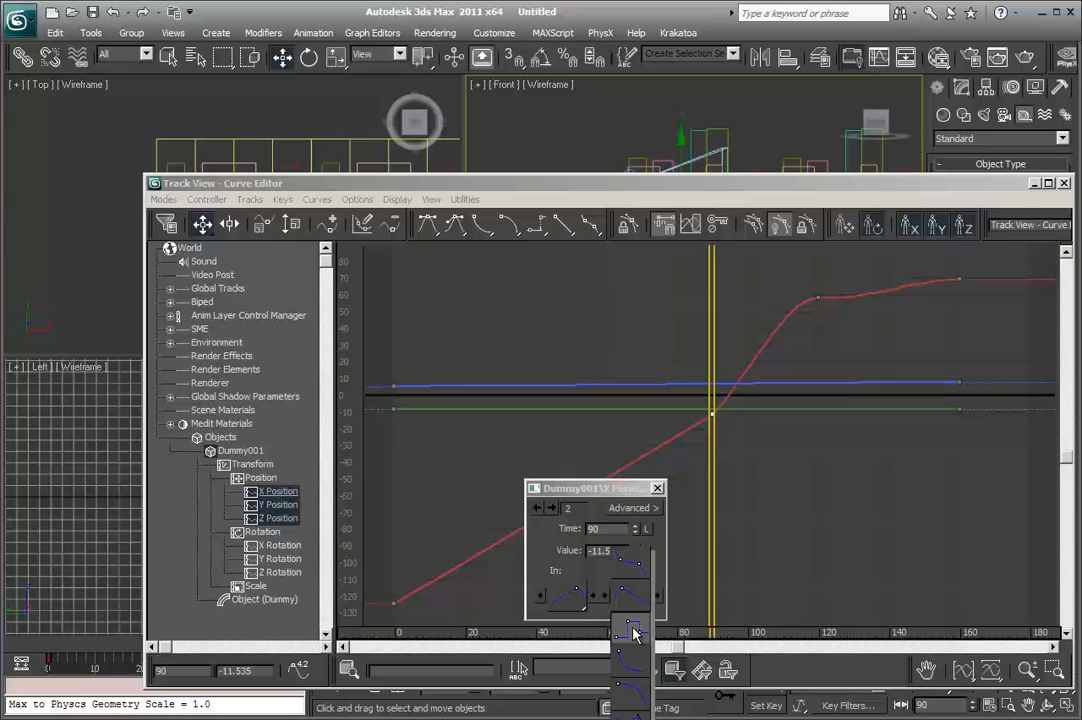 Autodesk 3ds Max 2011 x64 Untitled
Type a keyword or phrase
Edit Tools Group Views Create Modifiers Animation Graph Editors Rendering Customize MAXScript PhysX Help Krakatoa
All View Create Selection Se
[ + ] [ Top ] [ Wireframe ]
[ + ] [ Front ] [ Wireframe ]
Standard
Object Type
Track View - Curve Editor
Modes Controller Tracks Keys Curves Options Display View Utilities
X Y Z Track View - Curve
World
Sound
Video Post
Global Tracks
Biped
Anim Layer Control Manager
SME
Environment
Render Effects
Render Elements
Renderer
Global Shadow Parameters
Scene Materials
Medit Materials
Objects
Dummy001
Transform
Position
X Position
Y Position
Z Position
Rotation
X Rotation
Y Rotation
Z Rotation
Scale
Object (Dummy)
80
70
60
50
40
30
20
10
0
-10
-20
-30
-40
-50
-60
-70
-80
-90
-100
-110
-120
-130
[ + ] [ Left ] [ Wireframe ]
Dummy001\X Positi...
2 Advanced >
Time: 90 L
Value: -11.5
In:
0 20 40 60 80 100 120 140 160 180
90 -11.535 4.2 ABC
Max to Physcs Geometry Scale = 1.0
Click and drag to select and move objects
Tag
Set Key Key Filters... 90